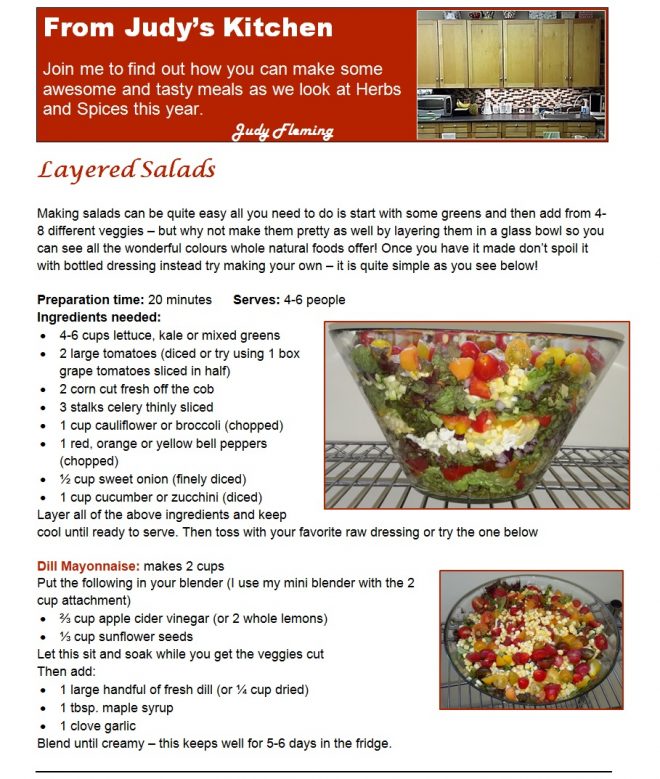 From Judy's Kitchen
Join me to find out how you can make some
awesome and tasty meals as we look at Herbs
and Spices this year.
Judy Fleming
Layered Salads
Making salads can be quite easy all you need to do is start with some greens and then add from 4-
8 different veggies – but why not make them pretty as well by layering them in a glass bowl so you
can see all the wonderful colours whole natural foods offer! Once you have it made don't spoil it
with bottled dressing instead try making your own – it is quite simple as you see below!
Preparation time: 20 minutes Serves: 4-6 people
Ingredients needed:
• 4-6 cups lettuce, kale or mixed greens
• 2 large tomatoes (diced or try using 1 box
grape tomatoes sliced in half)
• 2 corn cut fresh off the cob
• 3 stalks celery thinly sliced
• 1 cup cauliflower or broccoli (chopped)
• 1 red, orange or yellow bell peppers
(chopped)
• ½ cup sweet onion (finely diced)
• 1 cup cucumber or zucchini (diced)
Layer all of the above ingredients and keep
cool until ready to serve. Then toss with your favorite raw dressing or try the one below
Dill Mayonnaise: makes 2 cups
Put the following in your blender (I use my mini blender with the 2
cup attachment)
• ⅔ cup apple cider vinegar (or 2 whole lemons)
• ⅓ cup sunflower seeds
Let this sit and soak while you get the veggies cut
Then add:
• 1 large handful of fresh dill (or ¼ cup dried)
• 1 tbsp. maple syrup
• 1 clove garlic
Blend until creamy – this keeps well for 5-6 days in the fridge.